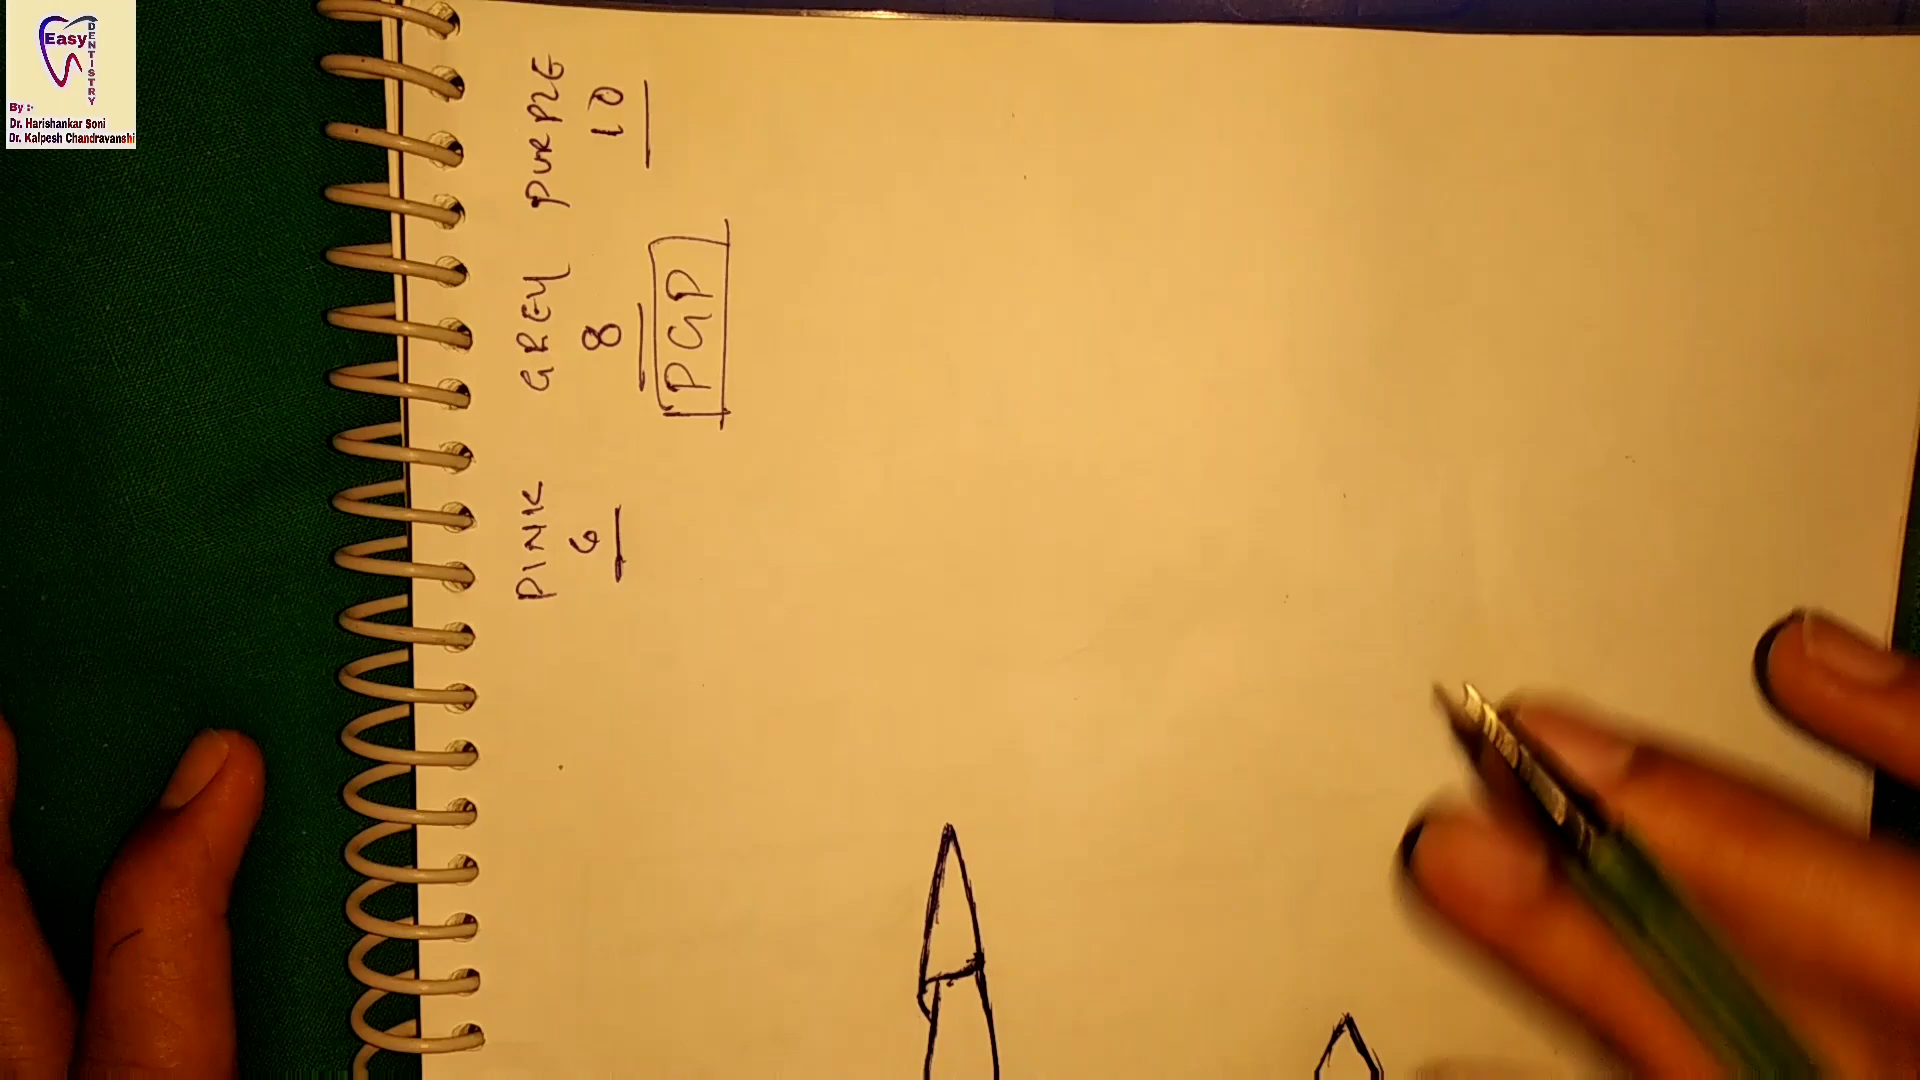 Easy
DENTISTRY
By :-
Dr. Harishankar Soni
Dr. Kalpesh Chandravanshi
PINK GREY PURPLE
6 8 10
PGP